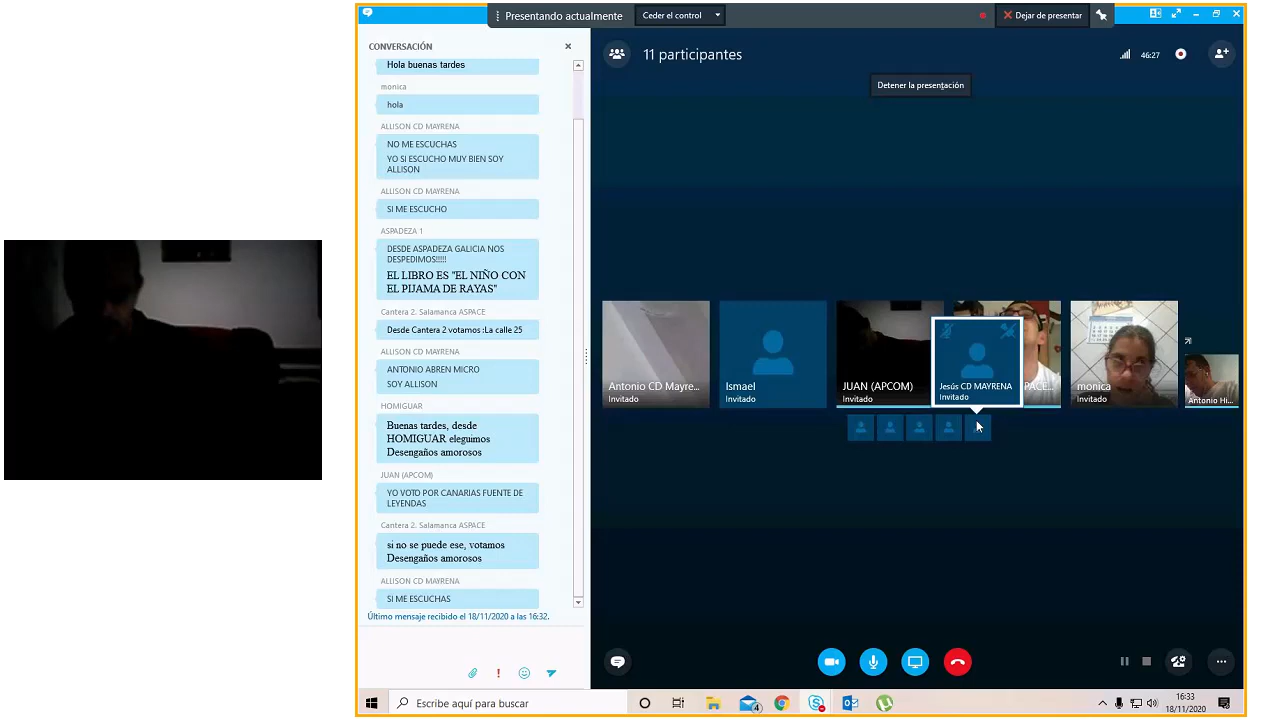 Presentando actualmente
Ceder el control
Dejar de presentar
CONVERSACIÓN
Hola buenas tardes
monica
hola
ALLISON CD MAYRENA
NO ME ESCUCHAS
YO SI ESCUCHO MUY BIEN SOY
ALLISON
ALLISON CD MAYRENA
SI ME ESCUCHO
ASPADEZA 1
DESDE ASPADEZA GALICIA NOS
DESPEDIMOS!!!!!
EL LIBRO ES "EL NIÑO CON
EL PIJAMA DE RAYAS"
Cantera 2. Salamanca ASPACE
Desde Cantera 2 votamos :La calle 25
ALLISON CD MAYRENA
ANTONIO ABREN MICRO
SOY ALLISON
HOMIGUAR
Buenas tardes, desde
HOMIGUAR eleguimos
Desengaños amorosos
JUAN (APCOM)
YO VOTO POR CANARIAS FUENTE DE
LEYENDAS
Cantera 2. Salamanca ASPACE
si no se puede ese, votamos
Desengaños amorosos
ALLISON CD MAYRENA
SI ME ESCUCHAS
Último mensaje recibido el 18/11/2020 a las 16:32.
11 participantes
46:27
Detener la presentación
Antonio CD Mayre...
Invitado
Ismael
Invitado
JUAN (APCOM)
Invitado
Jesús CD MAYRENA
Invitado
PACE...
monica
Invitado
Antonio Hi...
Escribe aquí para buscar
4
16:33
18/11/2020